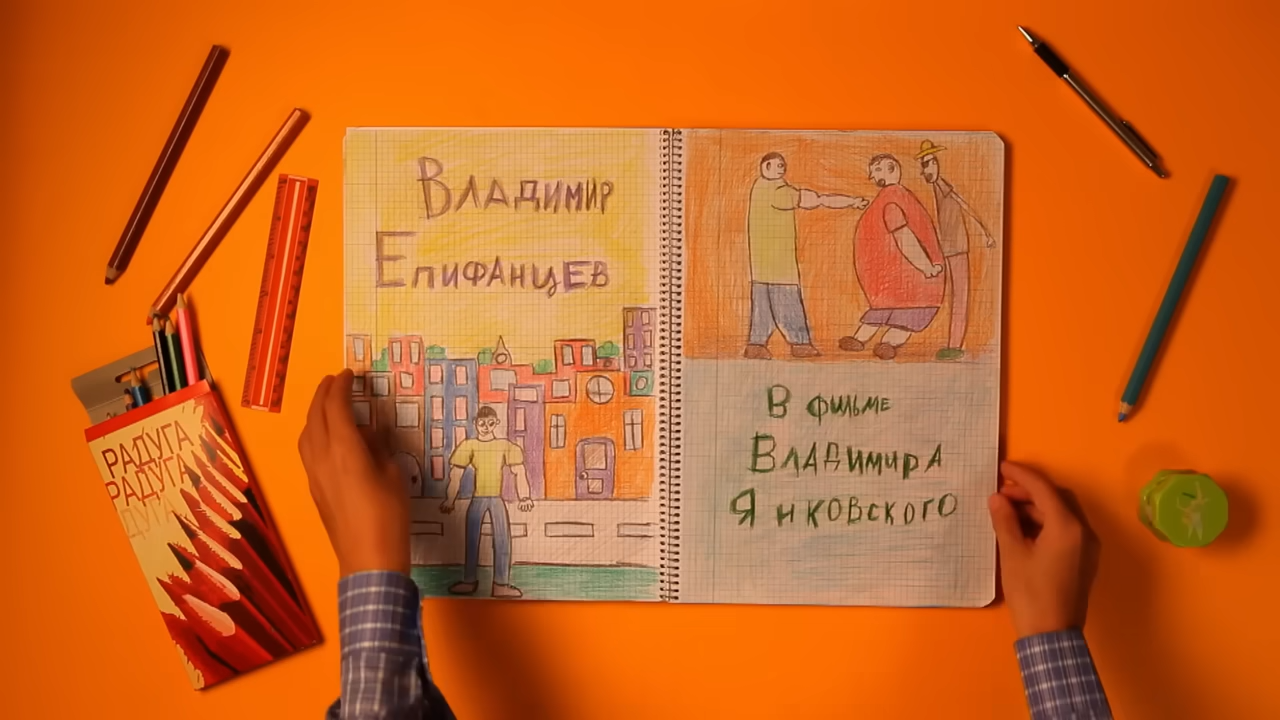 Владимир
Епифанцев
В фильме
Владимира
Янковского
РАДУГА
РАДУГА